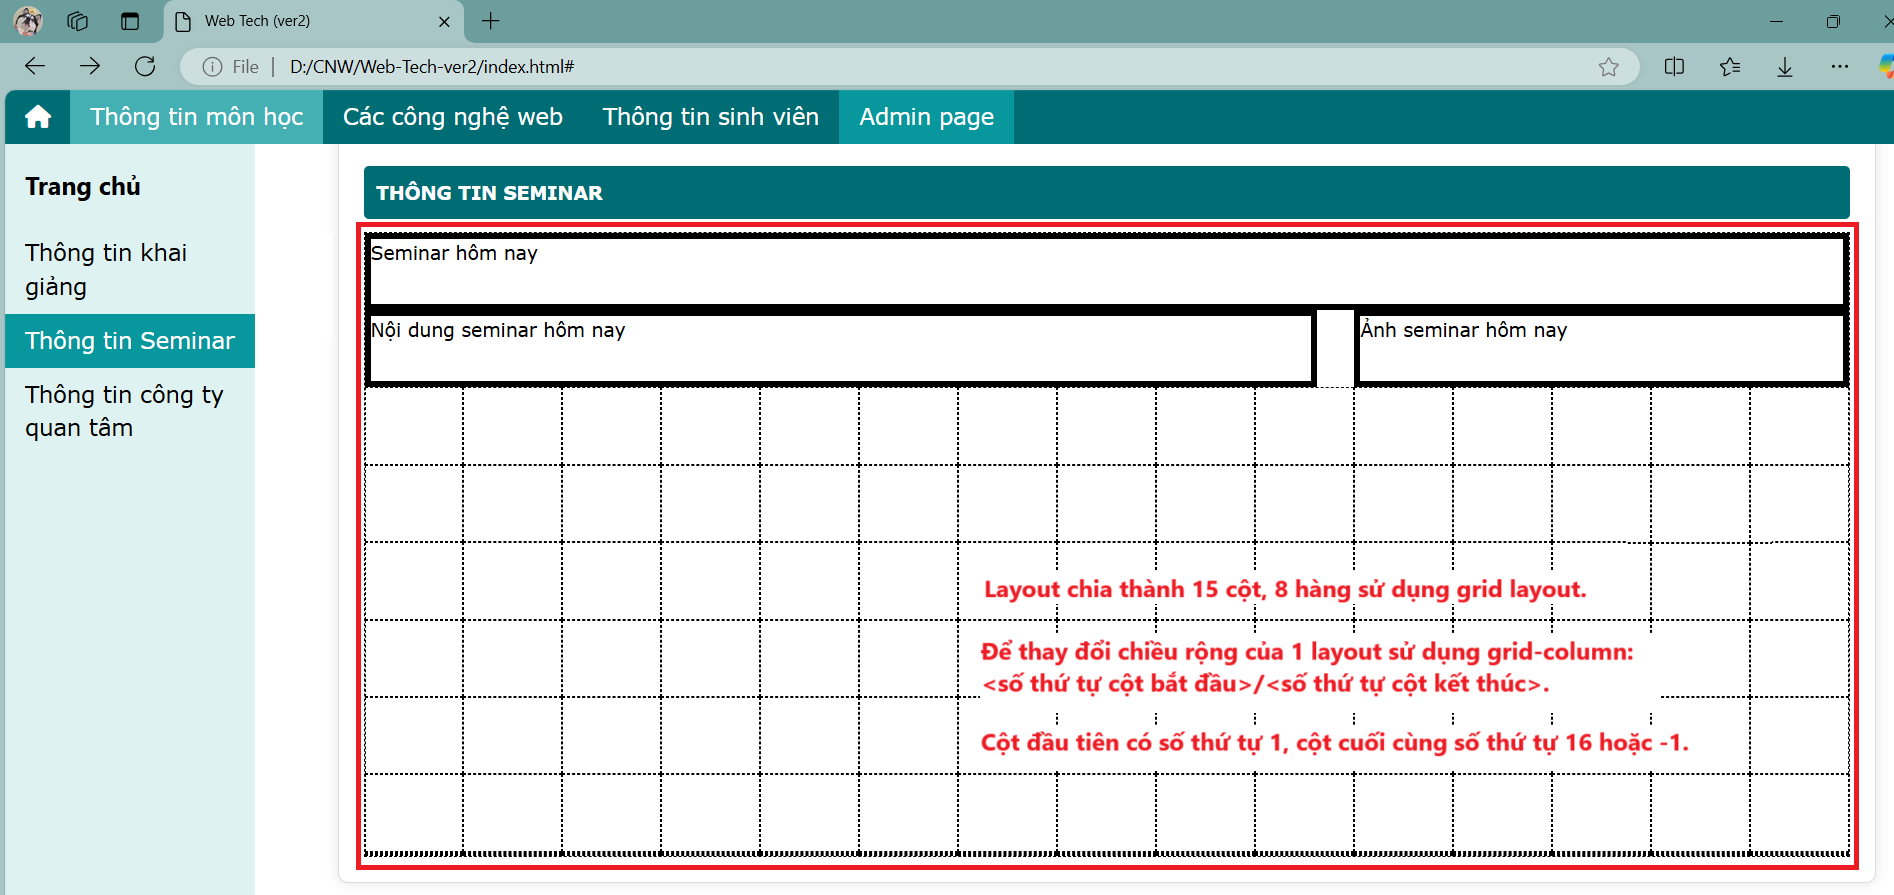 Web Tech (ver2)
File | D:/CNW/Web-Tech-ver2/index.html#
Thông tin môn học
Các công nghệ web
Thông tin sinh viên
Admin page
Trang chủ
Thông tin khai
giảng
Thông tin Seminar
Thông tin công ty
quan tâm
THÔNG TIN SEMINAR
Seminar hôm nay
Nội dung seminar hôm nay
Ảnh seminar hôm nay
Layout chia thành 15 cột, 8 hàng sử dụng grid layout.
Để thay đổi chiều rộng của 1 layout sử dụng grid-column:
<số thứ tự cột bắt đầu>/<số thứ tự cột kết thúc>.
Cột đầu tiên có số thứ tự 1, cột cuối cùng số thứ tự 16 hoặc -1.